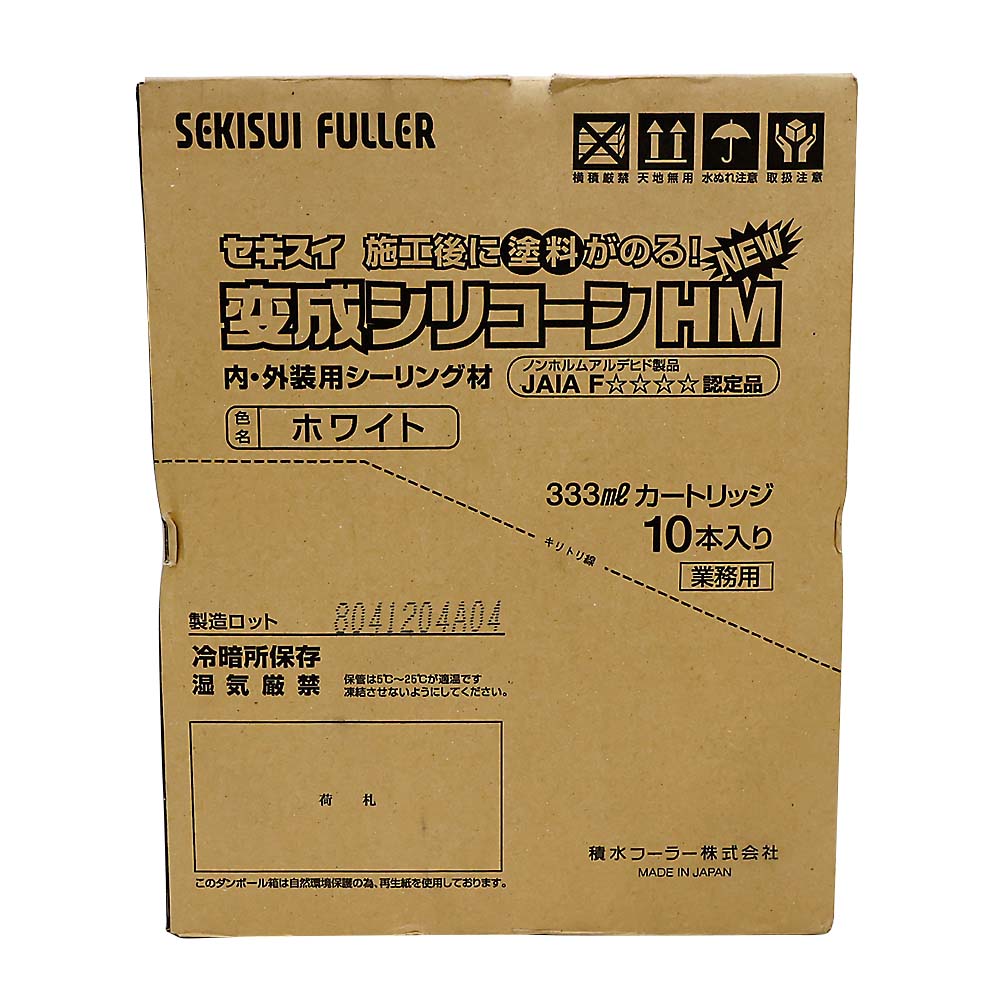 SEKISUI FULLER
横積厳禁 天地無用 水ぬれ注意 取扱注意
セキスイ 施工後に塗料がのる!
NEW
変成シリコーンHM
内・外装用シーリング材
ノンホルムアルデヒド製品
JAIA F☆☆☆☆認定品
色名 ホワイト
333ml カートリッジ
10本入り
キリトリ線
業務用
製造ロット 8041204A04
冷暗所保存
湿気厳禁
保管は5℃〜25℃が適温です
凍結させないようにしてください。
荷 札
積水フーラー株式会社
MADE IN JAPAN
このダンボール箱は自然環境保護の為、再生紙を使用しております。